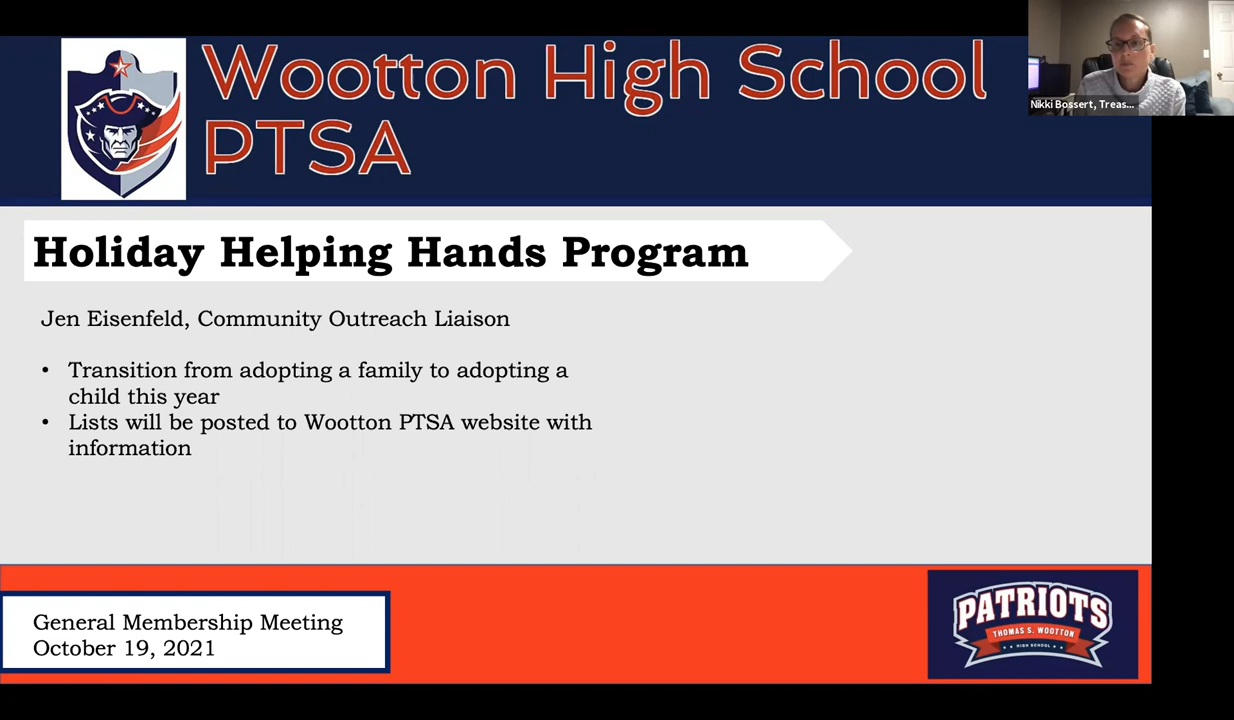 Wootton High School
PTSA
Nikki Bossert, Treas...
Holiday Helping Hands Program
Jen Eisenfeld, Community Outreach Liaison
• Transition from adopting a family to adopting a
child this year
• Lists will be posted to Wootton PTSA website with
information
General Membership Meeting
October 19, 2021
PATRIOTS
THOMAS S. WOOTTON
HIGH SCHOOL